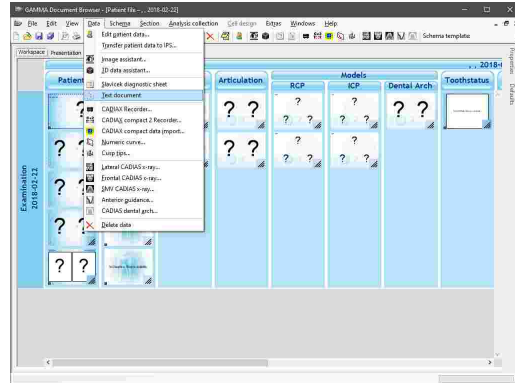 GAMMA Document Browser - [Patient file - , , 2018-02-22]
File Edit View Data Schema Section Analysis collection Cell design Extras Windows Help
Schema template:
Workspace Presentation
Edit patient data...
Transfer patient data to IPS...
Image assistant...
3D data assistant...
Slavicek diagnostic sheet
Text document
CADIAX Recorder...
CADIAX compact 2 Recorder...
CADIAX compact data import...
Numeric curve...
Cusp tips...
Lateral CADIAS x-ray...
Frontal CADIAS x-ray...
SMV CADIAS x-ray...
Anterior guidance...
CADIAS dental arch...
Delete data
Patient
Articulation
Models
RCP ICP Dental Arch
Toothstatus
Examination
2018-02-22
Properties
Defaults